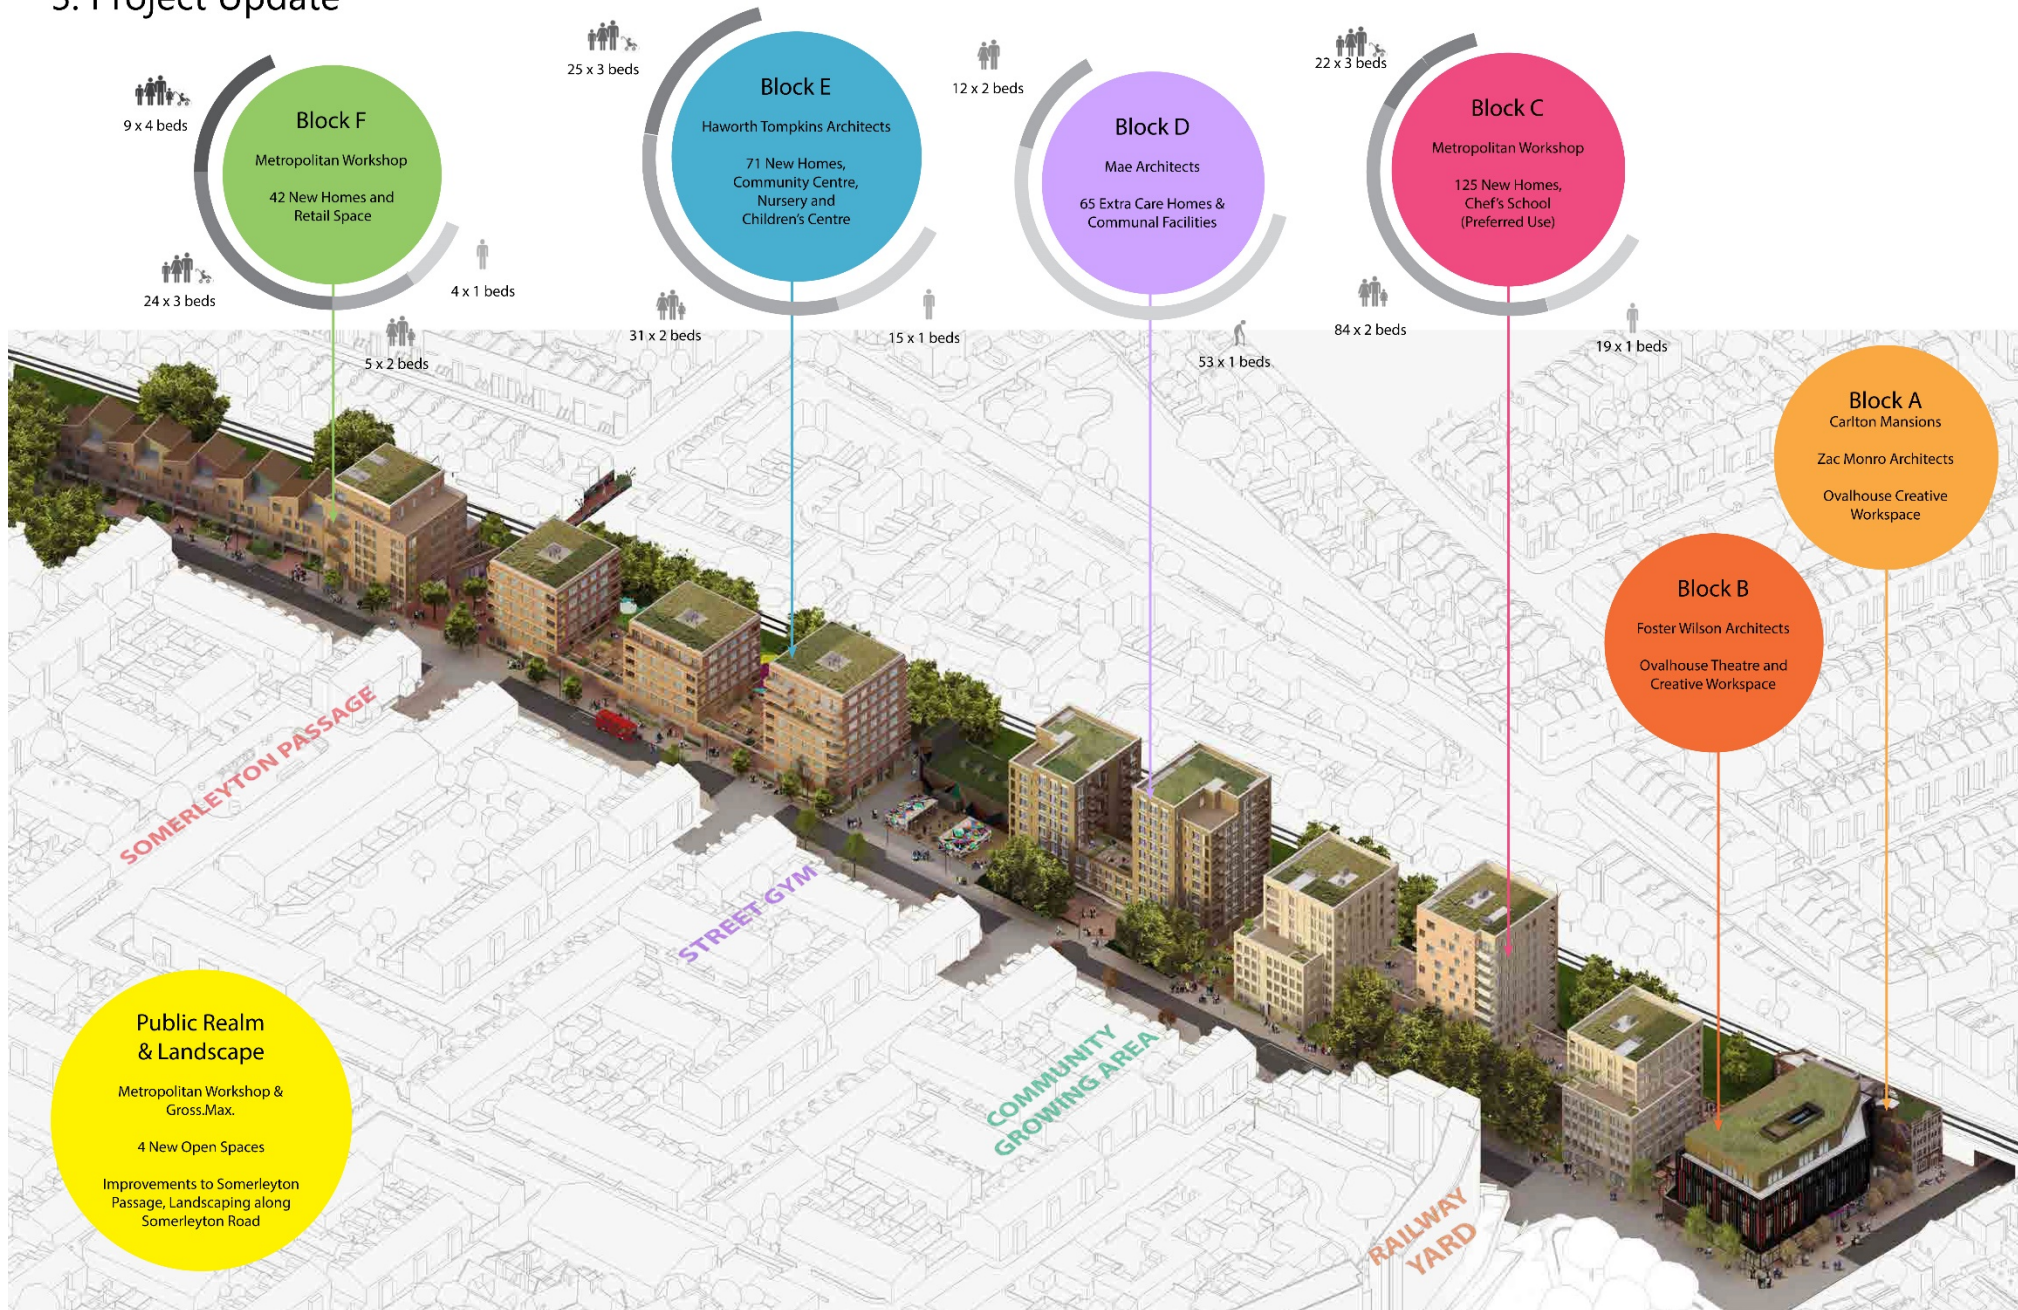 3. Project Update
Block F
Metropolitan Workshop
42 New Homes and
Retail Space
9 x 4 beds
24 x 3 beds
5 x 2 beds
4 x 1 beds
Block E
Haworth Tompkins Architects
71 New Homes,
Community Centre,
Nursery and
Children's Centre
25 x 3 beds
31 x 2 beds
15 x 1 beds
Block D
Mae Architects
65 Extra Care Homes &
Communal Facilities
12 x 2 beds
53 x 1 beds
Block C
Metropolitan Workshop
125 New Homes,
Chef's School
(Preferred Use)
22 x 3 beds
84 x 2 beds
19 x 1 beds
Block A
Carlton Mansions
Zac Monro Architects
Ovalhouse Creative
Workspace
Block B
Foster Wilson Architects
Ovalhouse Theatre and
Creative Workspace
SOMERLEYTON PASSAGE
STREET GYM
COMMUNITY
GROWING AREA
RAILWAY
YARD
Public Realm
& Landscape
Metropolitan Workshop &
Gross.Max.
4 New Open Spaces
Improvements to Somerleyton
Passage, Landscaping along
Somerleyton Road